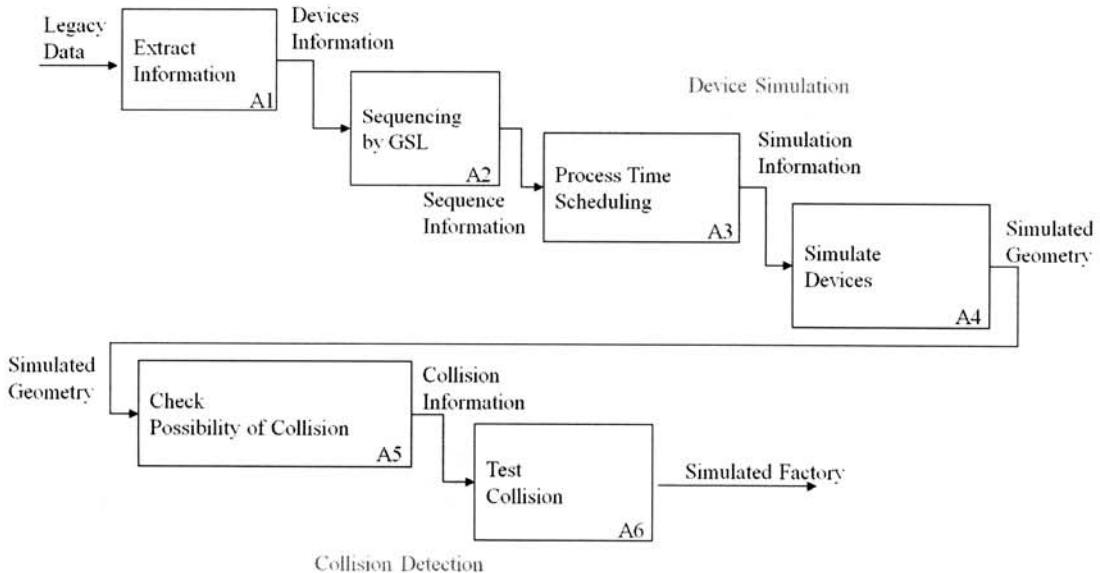 Legacy
Data
Extract
Information
A1
Devices
Information
Sequencing
by GSL
A2
Sequence
Information
Device Simulation
Process Time
Scheduling
A3
Simulation
Information
Simulate
Devices
A4
Simulated
Geometry
Simulated
Geometry
Check
Possibility of Collision
A5
Collision
Information
Test
Collision
A6
Simulated Factory
Collision Detection